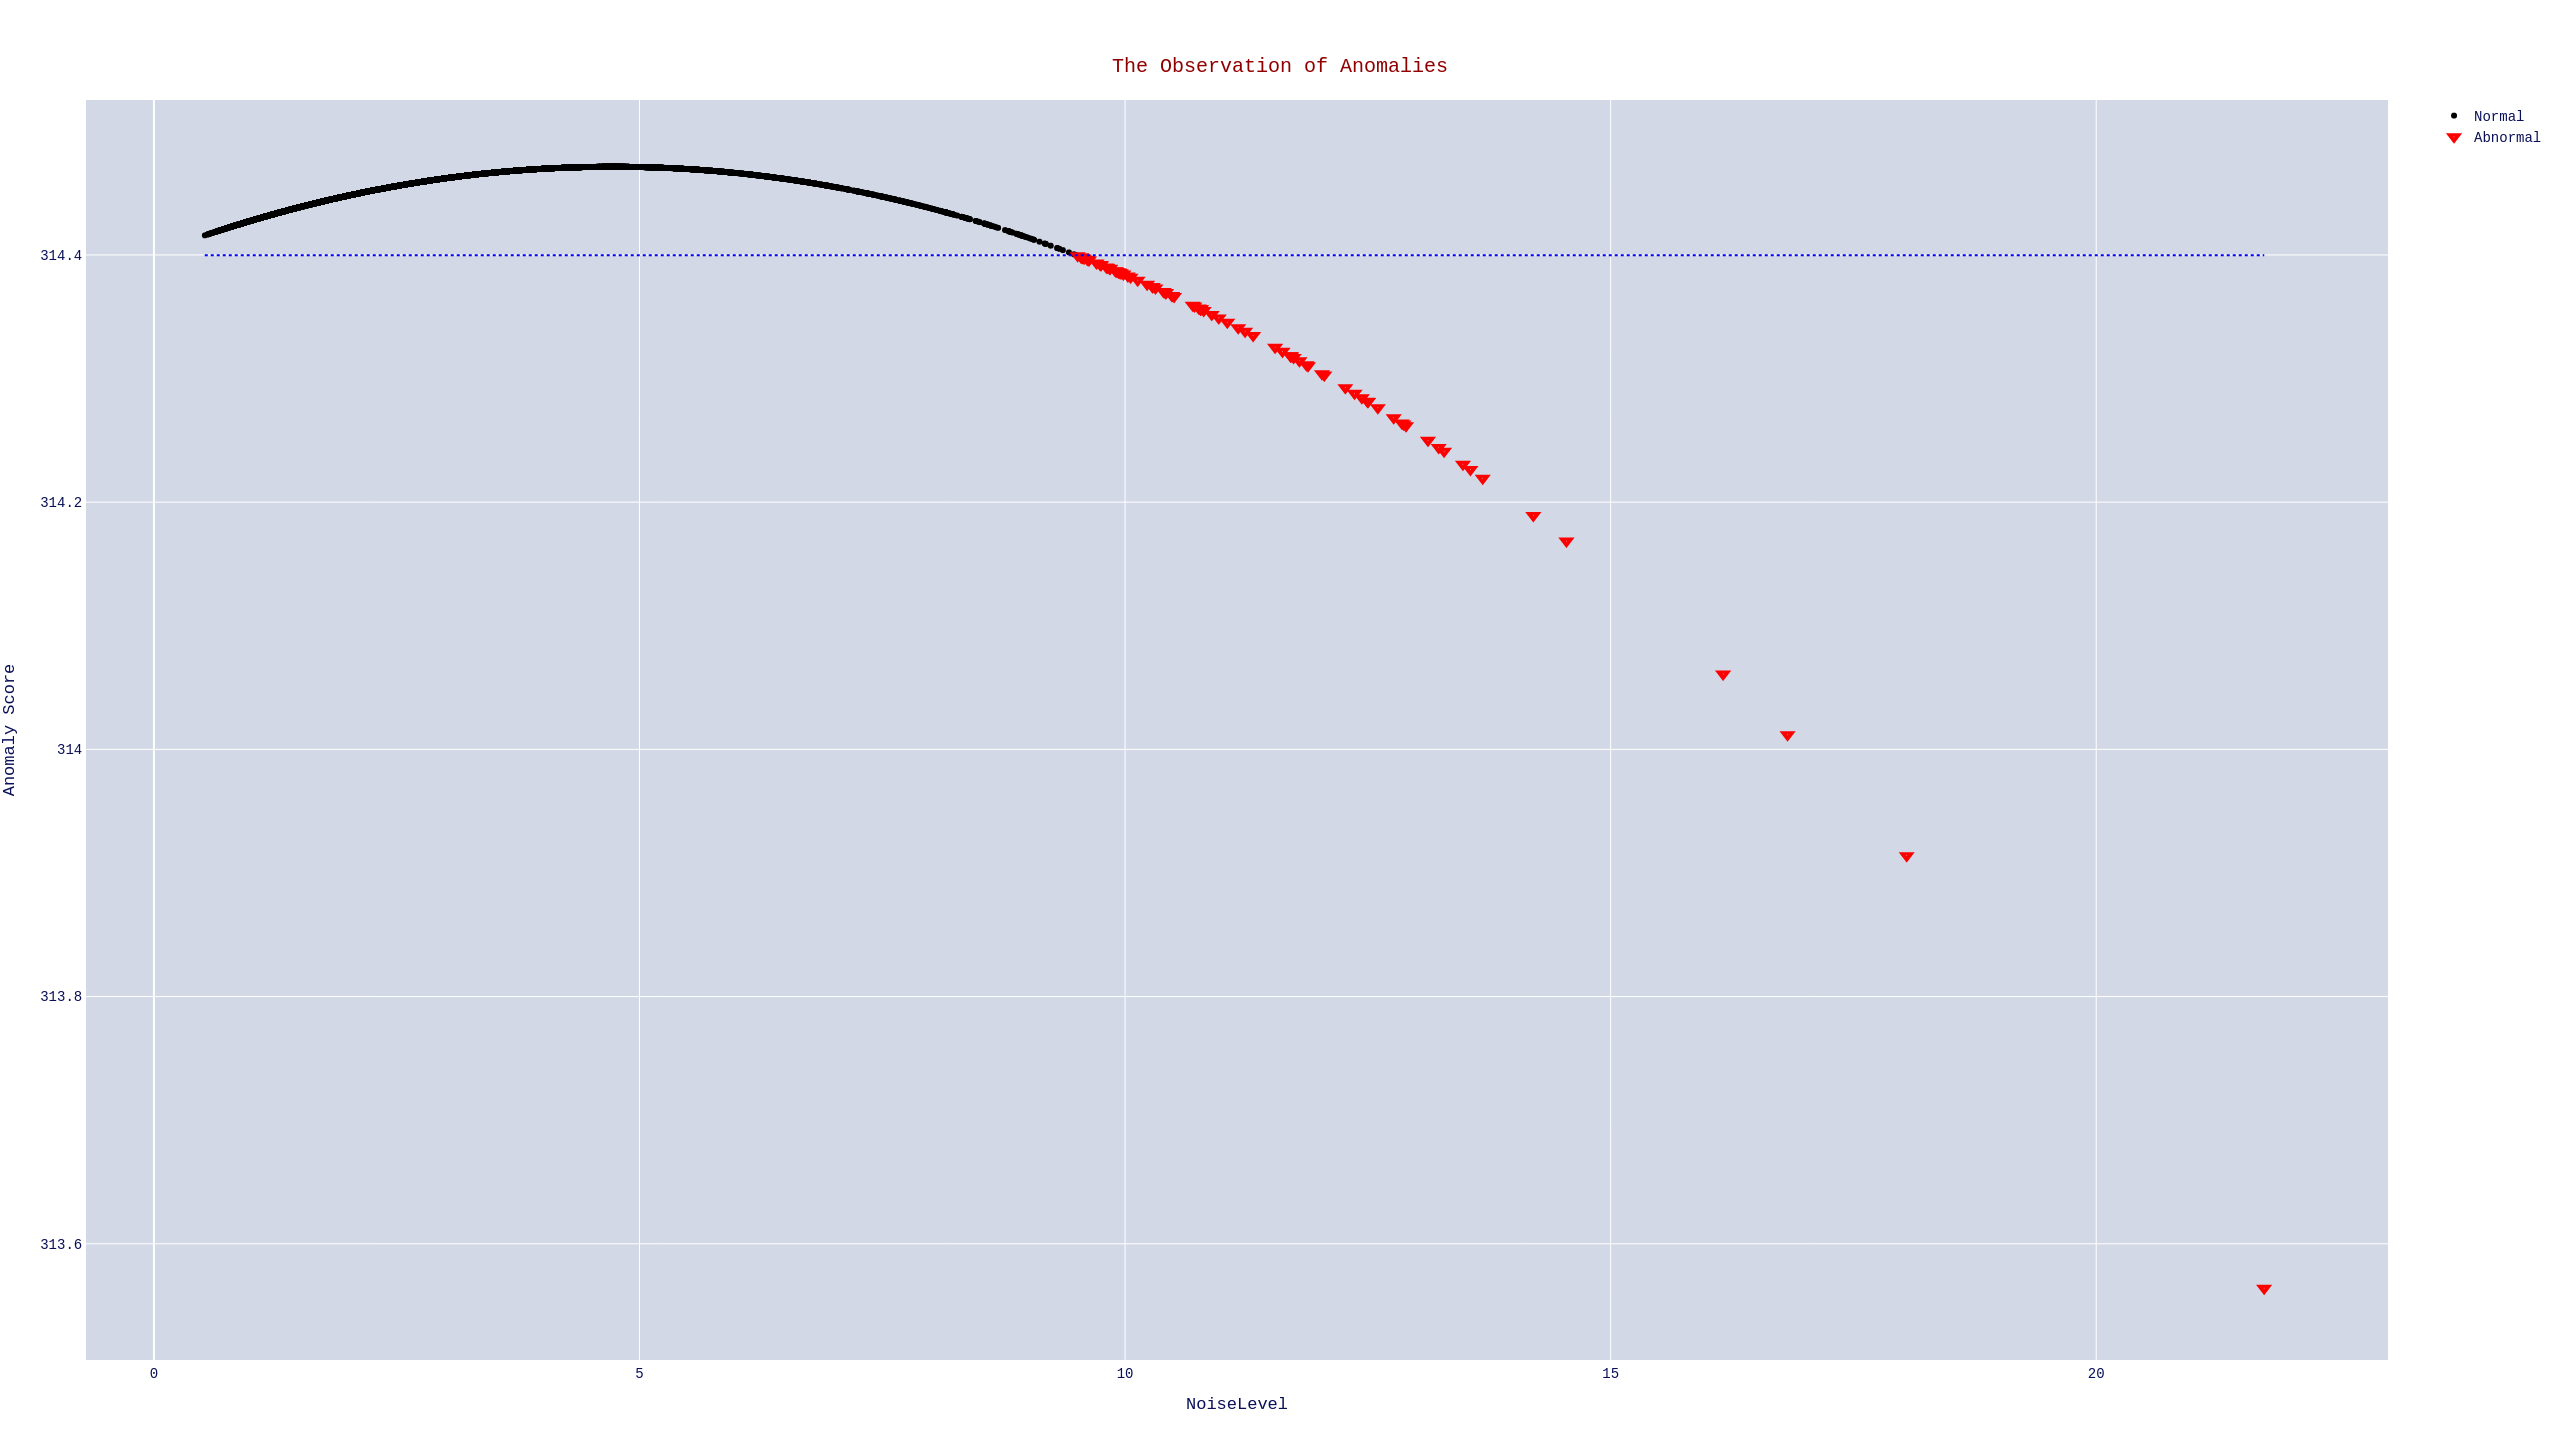 The Observation of Anomalies
Normal
Abnormal
314.4
314.2
314
313.8
313.6
Anomaly Score
0
5
10
15
20
NoiseLevel